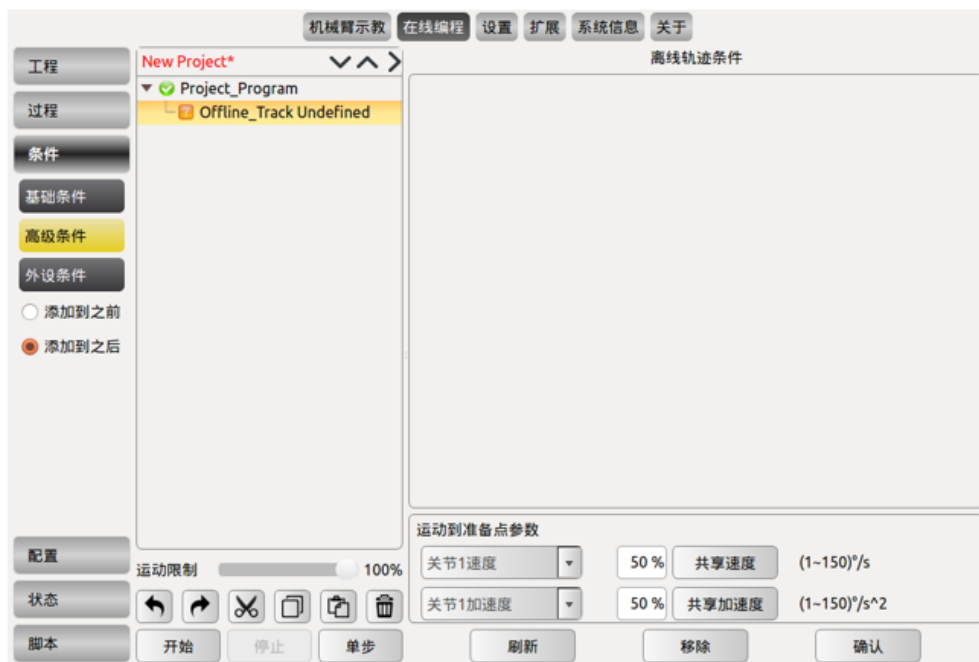 机械臂示教 在线编程 设置 扩展 系统信息 关于
工程
过程
条件
基础条件
高级条件
外设条件
添加到之前
添加到之后
配置
状态
脚本
New Project*
Project_Program
Offline_Track Undefined
运动限制 100%
开始 停止 单步
离线轨迹条件
运动到准备点参数
关节1速度 50 % 共享速度 (1~150)°/s
关节1加速度 50 % 共享加速度 (1~150)°/s^2
刷新 移除 确认